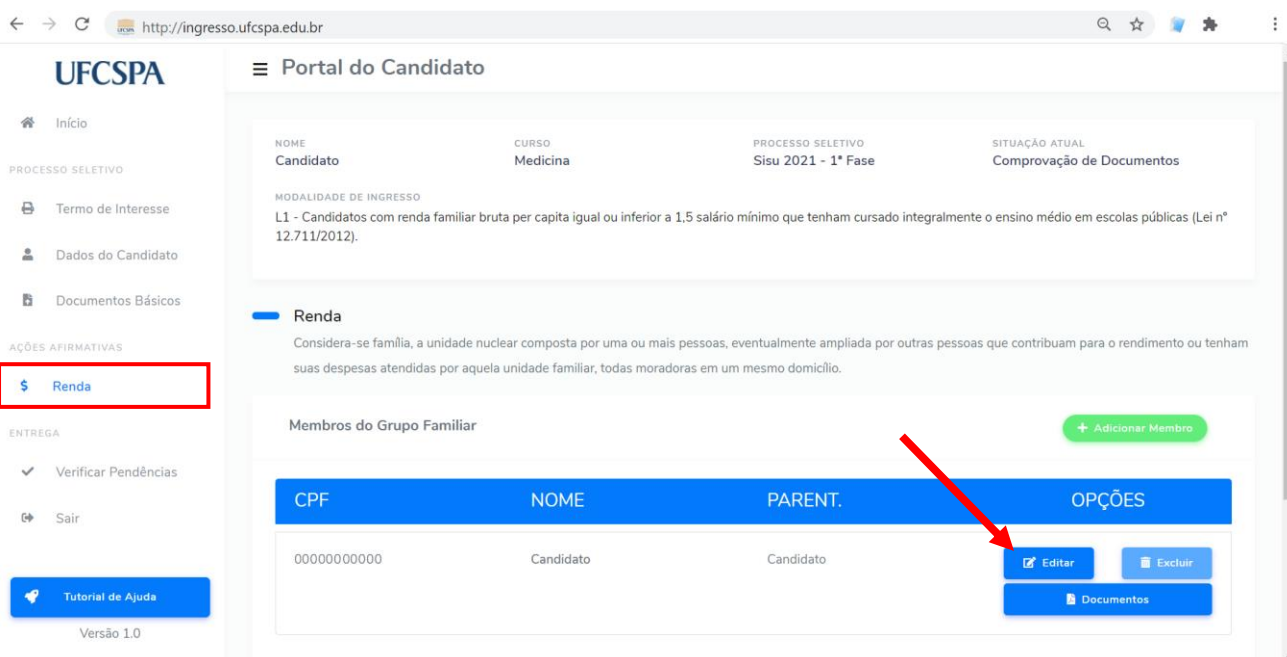 http://ingresso.ufcspa.edu.br
UFCSPA
Portal do Candidato
Início
PROCESSO SELETIVO
Termo de Interesse
Dados do Candidato
Documentos Básicos
AÇÕES AFIRMATIVAS
$ Renda
ENTREGA
Verificar Pendências
Sair
Tutorial de Ajuda
Versão 1.0
NOME
Candidato
CURSO
Medicina
PROCESSO SELETIVO
Sisu 2021 - 1ª Fase
SITUAÇÃO ATUAL
Comprovação de Documentos
MODALIDADE DE INGRESSO
L1 - Candidatos com renda familiar bruta per capita igual ou inferior a 1,5 salário mínimo que tenham cursado integralmente o ensino médio em escolas públicas (Lei nº
12.711/2012).
Renda
Considera-se família, a unidade nuclear composta por uma ou mais pessoas, eventualmente ampliada por outras pessoas que contribuam para o rendimento ou tenham
suas despesas atendidas por aquela unidade familiar, todas moradoras em um mesmo domicílio.
Membros do Grupo Familiar
+ Adicionar Membro
CPF NOME PARENT. OPÇÕES
00000000000 Candidato Candidato Editar Excluir
Documentos